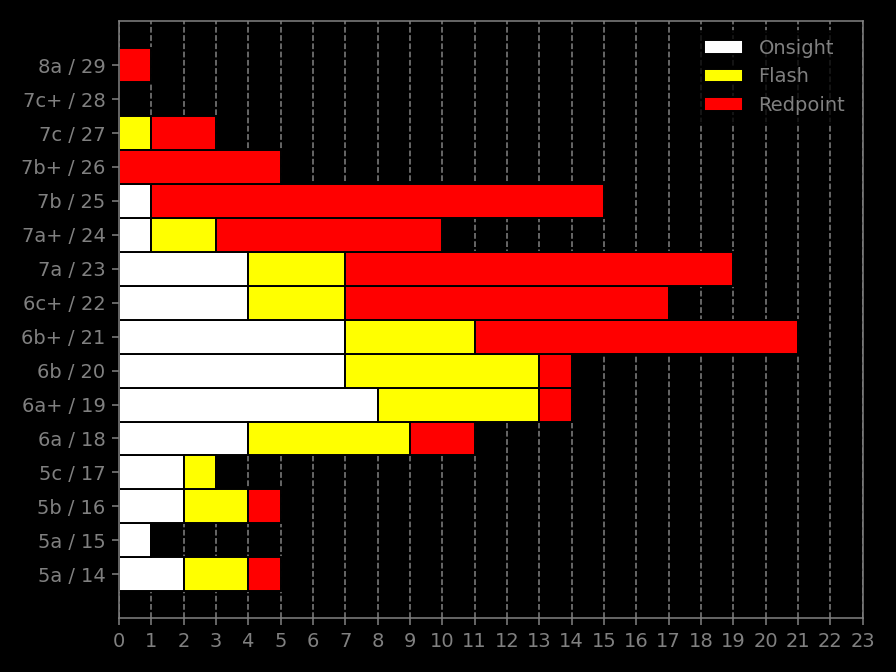 Onsight
Flash
Redpoint
8a / 29
7c+ / 28
7c / 27
7b+ / 26
7b / 25
7a+ / 24
7a / 23
6c+ / 22
6b+ / 21
6b / 20
6a+ / 19
6a / 18
5c / 17
5b / 16
5a / 15
5a / 14
0 1 2 3 4 5 6 7 8 9 10 11 12 13 14 15 16 17 18 19 20 21 22 23